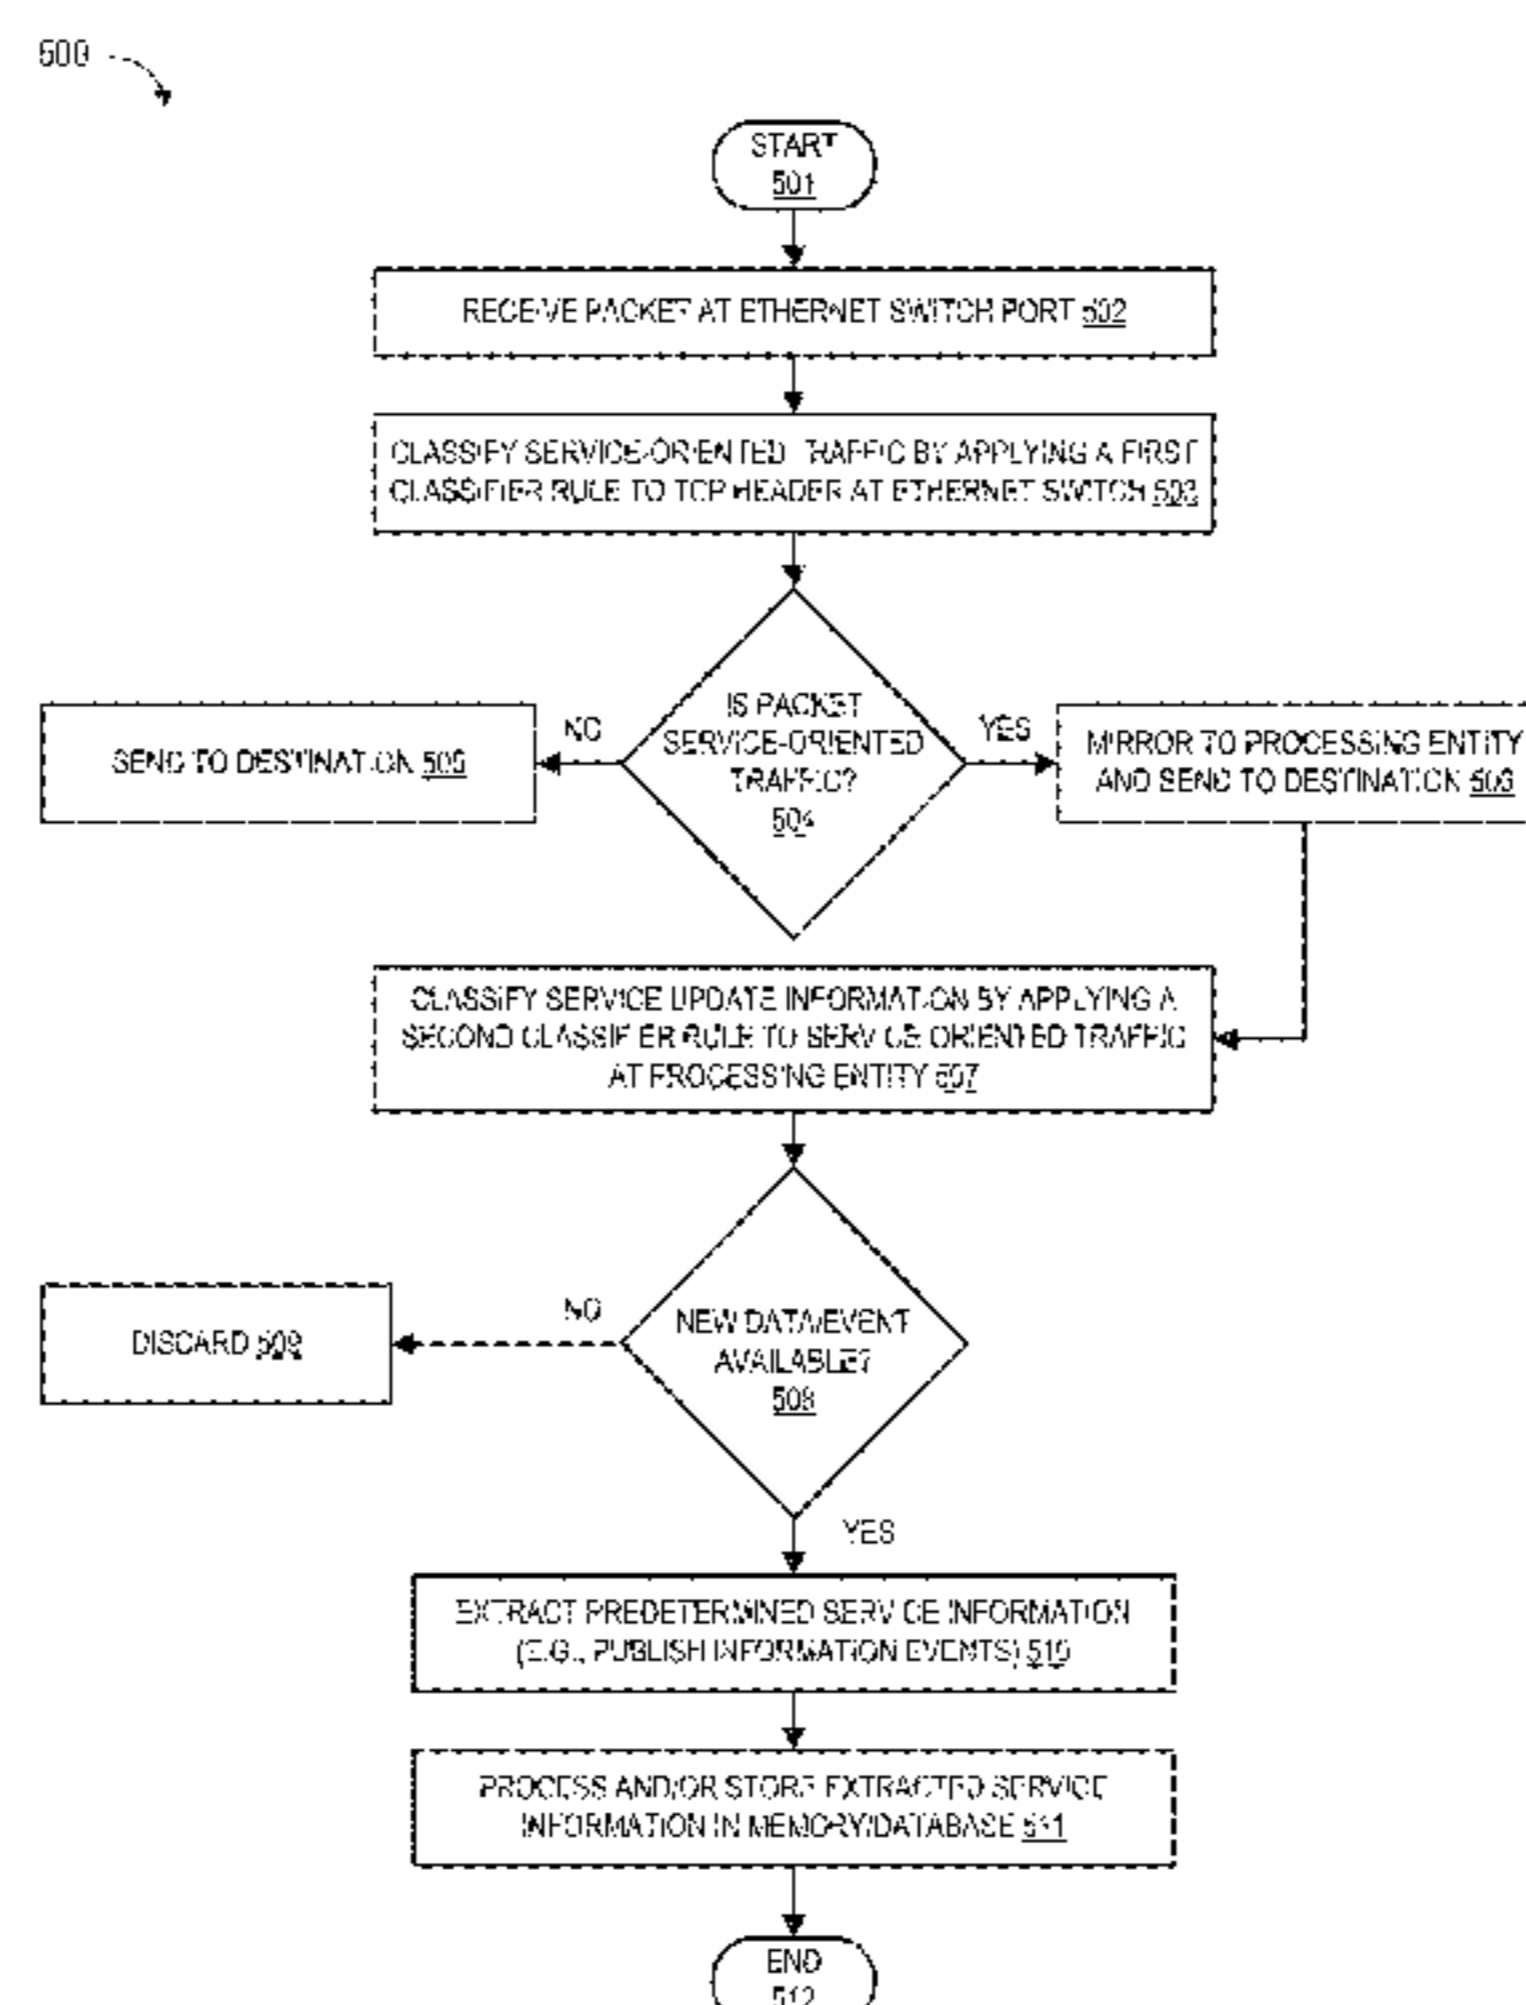 500
START
501
RECEIVE PACKET AT ETHERNET SWITCH PORT 502
CLASSIFY SERVICE-ORIENTED TRAFFIC BY APPLYING A FIRST
CLASSIFIER RULE TO TCP HEADER AT ETHERNET SWITCH 503
IS PACKET
SERVICE-ORIENTED
TRAFFIC?
504
NO
YES
SEND TO DESTINATION 505
MIRROR TO PROCESSING ENTITY
AND SEND TO DESTINATION 506
CLASSIFY SERVICE UPDATE INFORMATION BY APPLYING A
SECOND CLASSIFIER RULE TO SERVICE ORIENTED TRAFFIC
AT PROCESSING ENTITY 507
NEW DATA/EVENT
AVAILABLE?
508
NO
DISCARD 509
YES
EXTRACT PREDETERMINED SERVICE INFORMATION
(E.G., PUBLISH INFORMATION EVENTS) 510
PROCESS AND/OR STORE EXTRACTED SERVICE
INFORMATION IN MEMORY/DATABASE 511
END
512